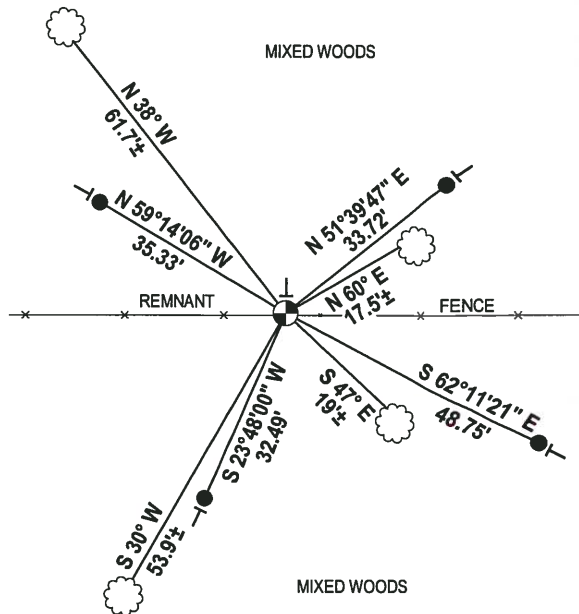 MIXED WOODS
N 38° W
61.7'±
N 59°14'06" W
35.33'
N 51°39'47" E
33.72'
N 60° E
17.5'±
REMNANT
FENCE
S 47° E
19'±
S 62°11'21" E
48.75'
S 23°48'00" W
32.49'
S 30° W
53.9'±
MIXED WOODS